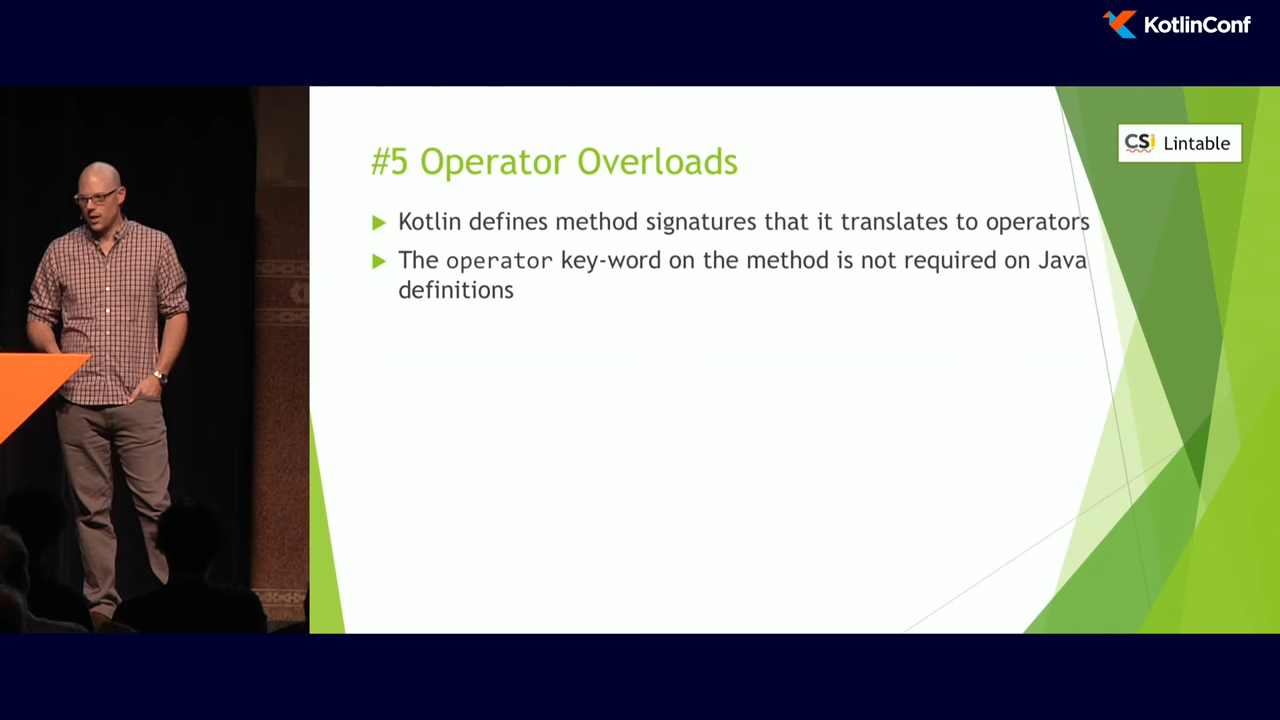 KotlinConf
CS! Lintable
#5 Operator Overloads
Kotlin defines method signatures that it translates to operators
The operator key-word on the method is not required on Java
definitions